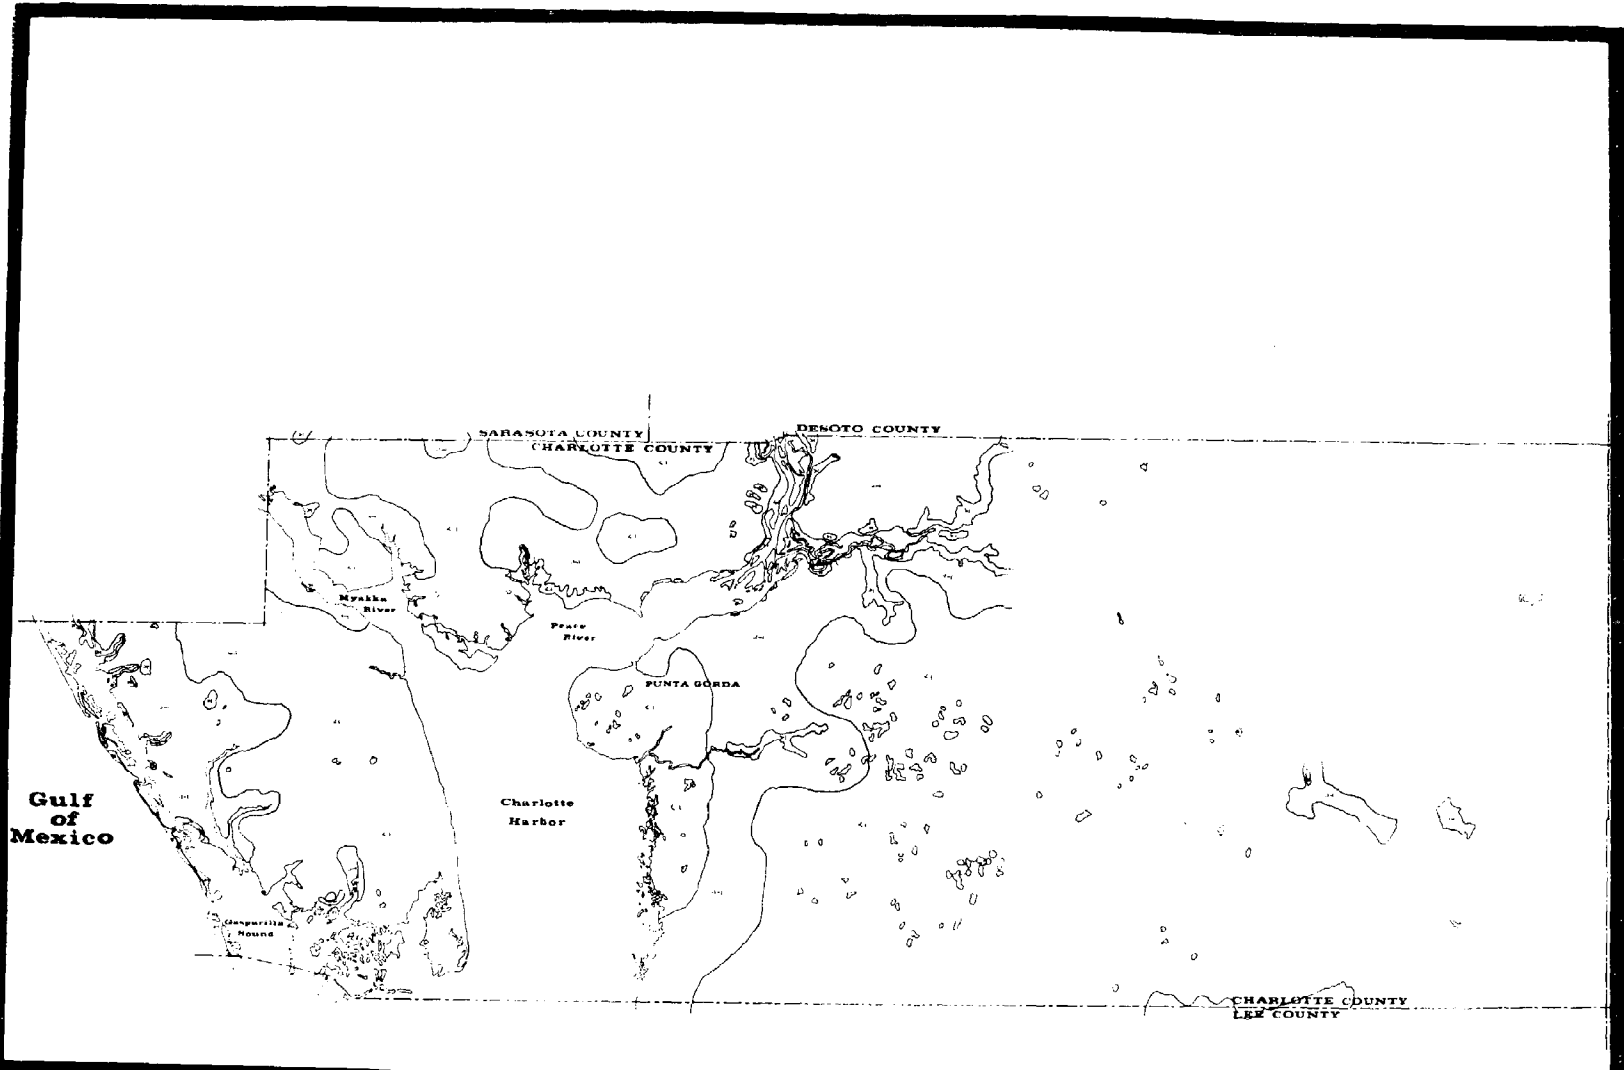 SARASOTA COUNTY
CHARLOTTE COUNTY
DESOTO COUNTY
Myakka
River
Peace
River
PUNTA GORDA
Gulf
of
Mexico
Charlotte
Harbor
Gasparilla
Sound
CHARLOTTE COUNTY
LEE COUNTY